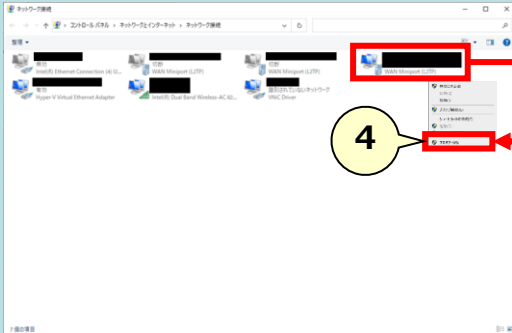 ネットワーク接続
コントロール パネル › ネットワークとインターネット › ネットワーク接続
整理
有効
Intel(R) Ethernet Connection (4) I2...
切断
WAN Miniport (L2TP)
切断
WAN Miniport (L2TP)
WAN Miniport (L2TP)
有効
Hyper-V Virtual Ethernet Adapter
Intel(R) Dual Band Wireless-AC 82...
識別されていないネットワーク
VNIC Driver
4
プロパティ(R)
7 個の項目